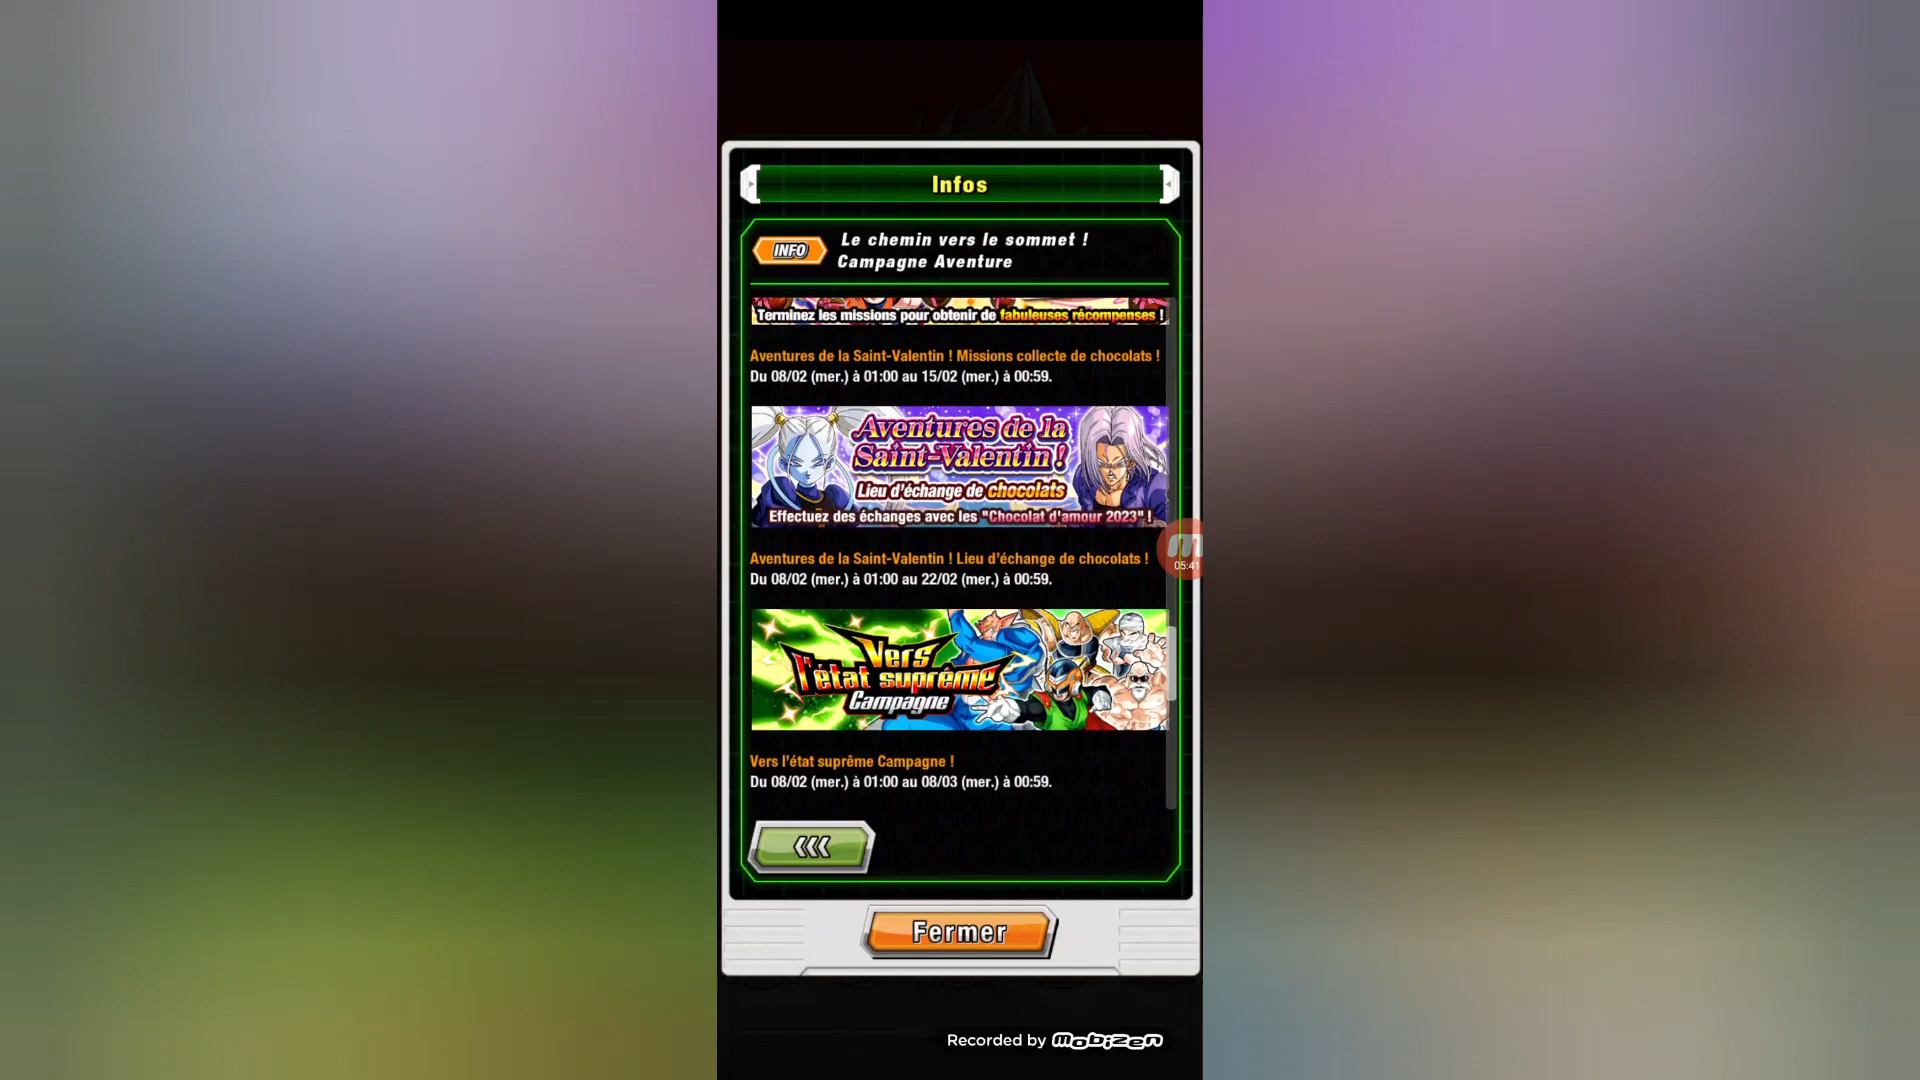 Infos
INFO
Le chemin vers le sommet !
Campagne Aventure
Terminez les missions pour obtenir de fabuleuses récompenses !
Aventures de la Saint-Valentin ! Missions collecte de chocolats !
Du 08/02 (mer.) à 01:00 au 15/02 (mer.) à 00:59.
Aventures de la
Saint-Valentin !
Lieu d'échange de chocolats
Effectuez des échanges avec les "Chocolat d'amour 2023" !
Aventures de la Saint-Valentin ! Lieu d'échange de chocolats !
Du 08/02 (mer.) à 01:00 au 22/02 (mer.) à 00:59.
05:41
Vers
l'état suprême
Campagne
Vers l'état suprême Campagne !
Du 08/02 (mer.) à 01:00 au 08/03 (mer.) à 00:59.
Fermer
Recorded by mobizen